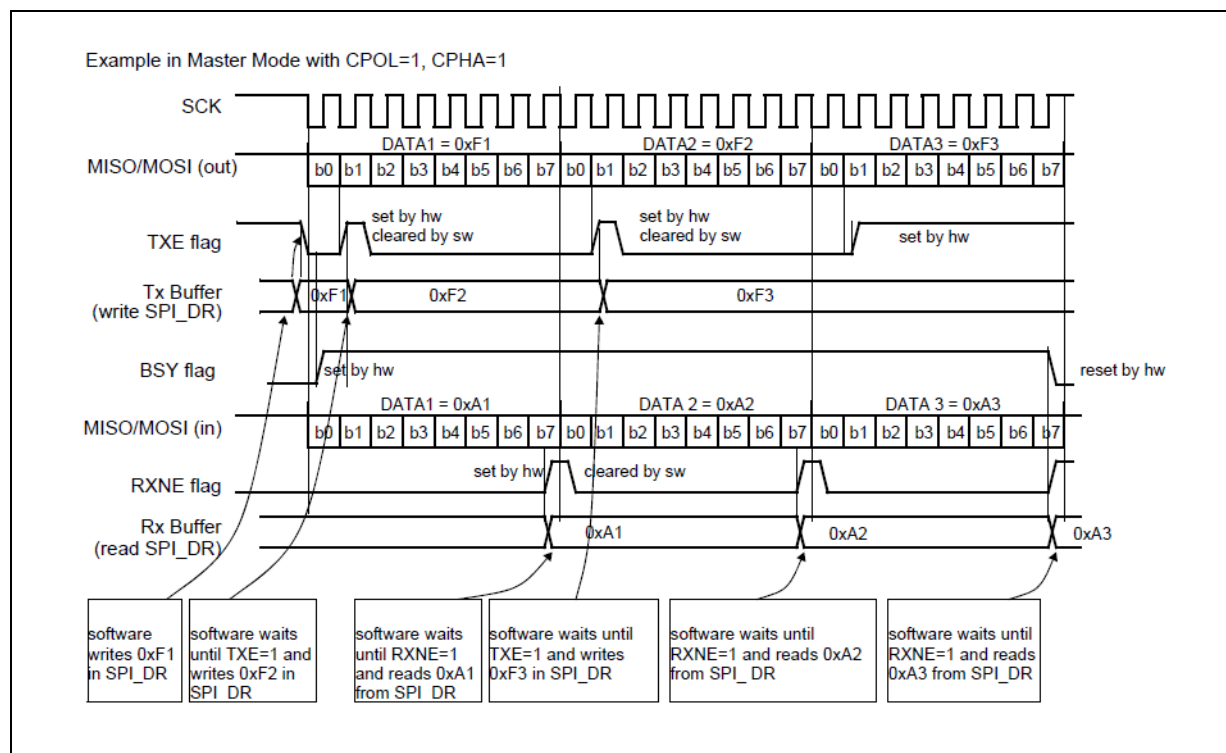 Example in Master Mode with CPOL=1, CPHA=1
SCK
DATA1 = 0xF1 DATA2 = 0xF2 DATA3 = 0xF3
MISO/MOSI (out) b0 b1 b2 b3 b4 b5 b6 b7 b0 b1 b2 b3 b4 b5 b6 b7 b0 b1 b2 b3 b4 b5 b6 b7
set by hw set by hw
cleared by sw cleared by sw
TXE flag set by hw
Tx Buffer 0xF1 0xF2 0xF3
(write SPI_DR)
BSY flag set by hw reset by hw
DATA1 = 0xA1 DATA 2 = 0xA2 DATA 3 = 0xA3
MISO/MOSI (in) b0 b1 b2 b3 b4 b5 b6 b7 b0 b1 b2 b3 b4 b5 b6 b7 b0 b1 b2 b3 b4 b5 b6 b7
set by hw cleared by sw
RXNE flag
Rx Buffer 0xA1 0xA2 0xA3
(read SPI_DR)
software
writes 0xF1
in SPI_DR
software waits
until TXE=1 and
writes 0xF2 in
SPI_DR
software waits
until RXNE=1
and reads 0xA1
from SPI_DR
software waits until
TXE=1 and writes
0xF3 in SPI_DR
software waits until
RXNE=1 and reads 0xA2
from SPI_ DR
software waits until
RXNE=1 and reads
0xA3 from SPI_DR